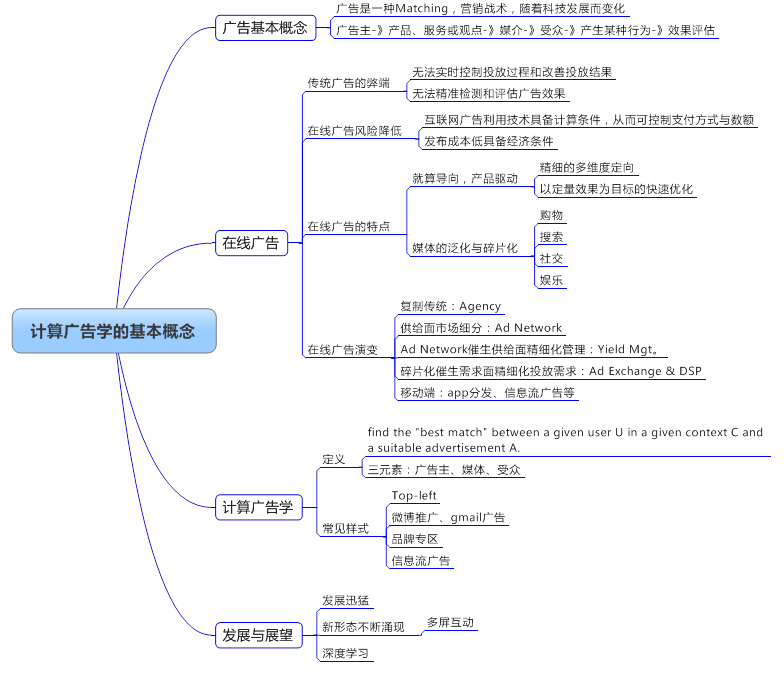 计算广告学的基本概念
广告基本概念
广告是一种Matching，营销战术，随着科技发展而变化
广告主-》产品、服务或观点-》媒介-》受众-》产生某种行为-》效果评估
在线广告
传统广告的弊端
无法实时控制投放过程和改善投放结果
无法精准检测和评估广告效果
在线广告风险降低
互联网广告利用技术具备计算条件，从而可控制支付方式与数额
发布成本低具备经济条件
在线广告的特点
就算导向，产品驱动
精细的多维度定向
以定量效果为目标的快速优化
媒体的泛化与碎片化
购物
搜索
社交
娱乐
在线广告演变
复制传统：Agency
供给面市场细分：Ad Network
Ad Network催生供给面精细化管理：Yield Mgt。
碎片化催生需求面精细化投放需求：Ad Exchange & DSP
移动端：app分发、信息流广告等
计算广告学
定义
find the "best match" between a given user U in a given context C and
a suitable advertisement A.
三元素：广告主、媒体、受众
常见样式
Top-left
微博推广、gmail广告
品牌专区
信息流广告
发展与展望
发展迅猛
新形态不断涌现
多屏互动
深度学习